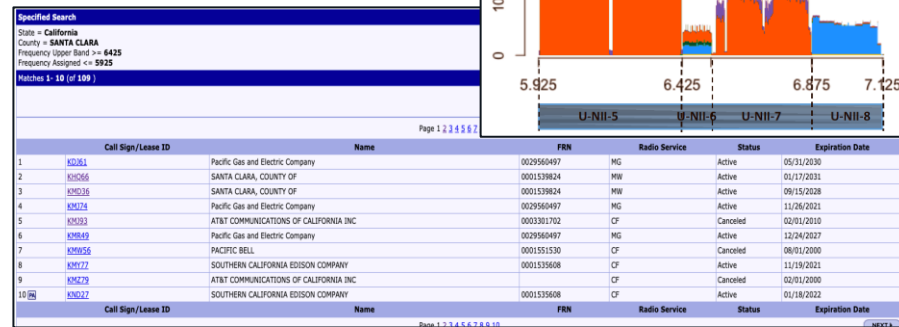 Specified Search
State = California
County = SANTA CLARA
Frequency Upper Band >= 6425
Frequency Assigned <= 5925
Matches 1- 10 (of 109 )
0
5.925 6.425 6.875 7.125
U-NII-5 U-NII-6 U-NII-7 U-NII-8
Page 1 2 3 4 5 6 7
Call Sign/Lease ID Name FRN Radio Service Status Expiration Date
1 KDJ61 Pacific Gas and Electric Company 0029560497 MG Active 05/31/2030
2 KHO66 SANTA CLARA, COUNTY OF 0001539824 MW Active 01/17/2031
3 KMD36 SANTA CLARA, COUNTY OF 0001539824 MW Active 09/15/2028
4 KMJ74 Pacific Gas and Electric Company 0029560497 MG Active 11/26/2021
5 KMJ93 AT&T COMMUNICATIONS OF CALIFORNIA INC 0003301702 CF Canceled 02/01/2010
6 KMR49 Pacific Gas and Electric Company 0029560497 MG Active 12/24/2027
7 KMW56 PACIFIC BELL 0001551530 CF Canceled 08/01/2000
8 KMY77 SOUTHERN CALIFORNIA EDISON COMPANY 0001535608 CF Active 11/19/2021
9 KMZ79 AT&T COMMUNICATIONS OF CALIFORNIA INC CF Canceled 02/01/2000
10 PA KND27 SOUTHERN CALIFORNIA EDISON COMPANY 0001535608 CF Active 01/18/2022
Call Sign/Lease ID Name FRN Radio Service Status Expiration Date
Page 1 2 3 4 5 6 7 8 9 10
NEXT